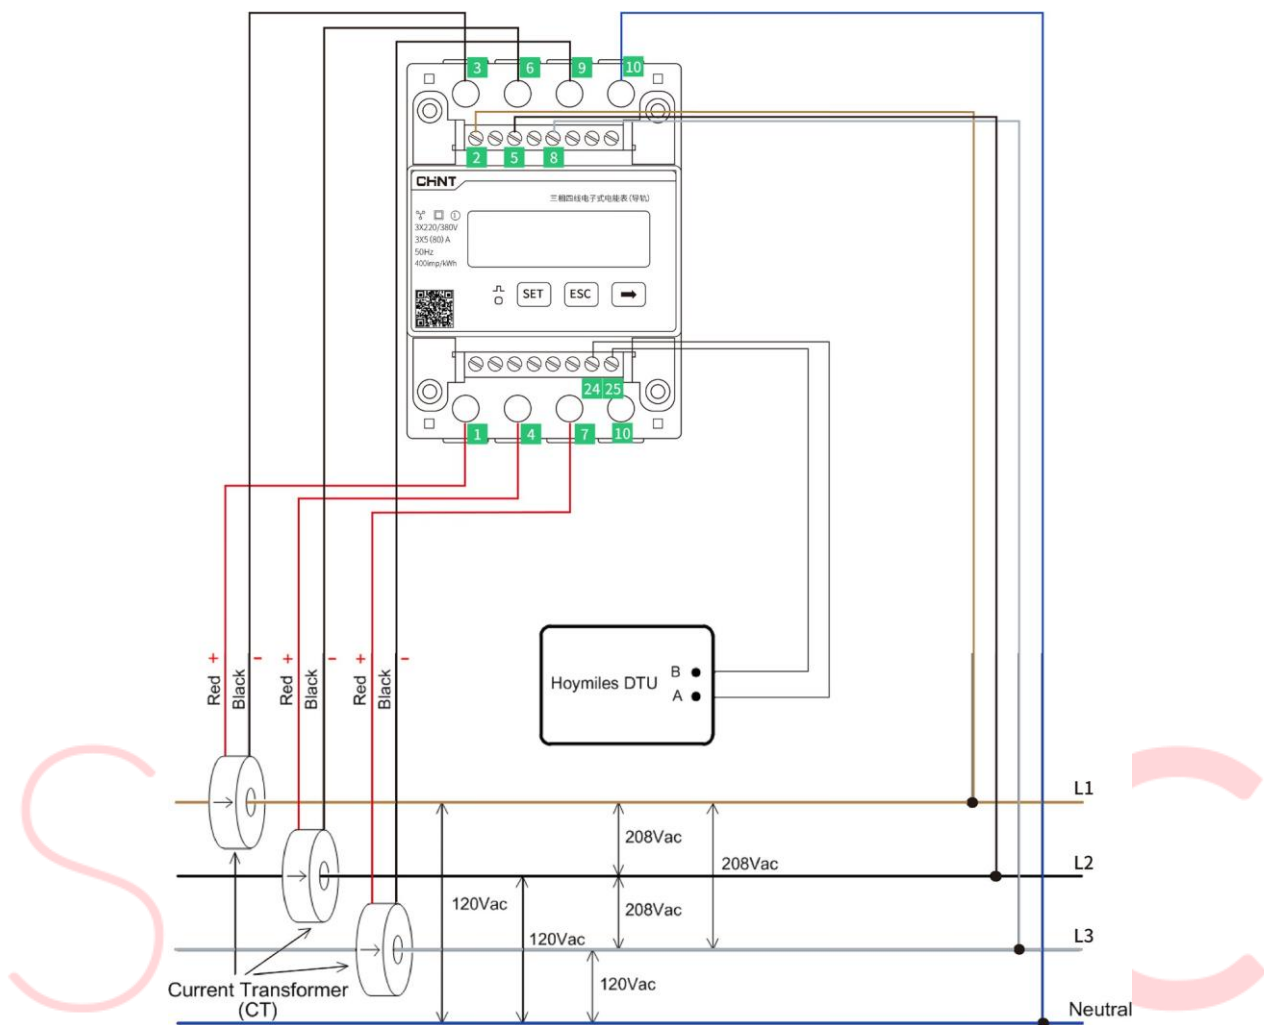 3
6
9
10
2
5
8
CHNT
三相四线电子式电能表(导轨)
3X220/380V
3X5(80)A
50Hz
400imp/kWh
SET
ESC
24
25
1
4
7
10
Hoymiles DTU
B
A
+
-
+
-
+
-
Red
Black
Red
Black
Red
Black
L1
208Vac
208Vac
L2
120Vac
208Vac
120Vac
L3
120Vac
Current Transformer
(CT)
Neutral
S
C